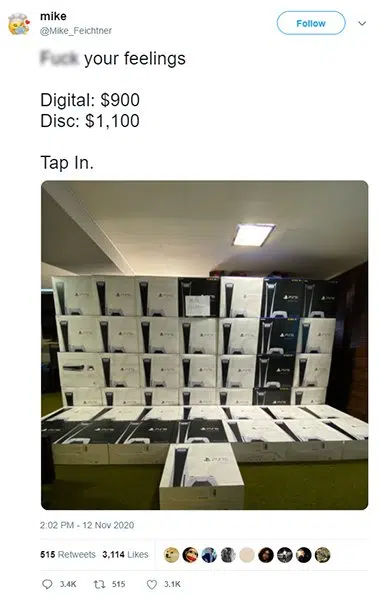 mike
@Mike_Feichtner
Follow
your feelings
Digital: $900
Disc: $1,100
Tap In.
PS5
2:02 PM - 12 Nov 2020
515 Retweets 3,114 Likes
3.4K 515 3.1K